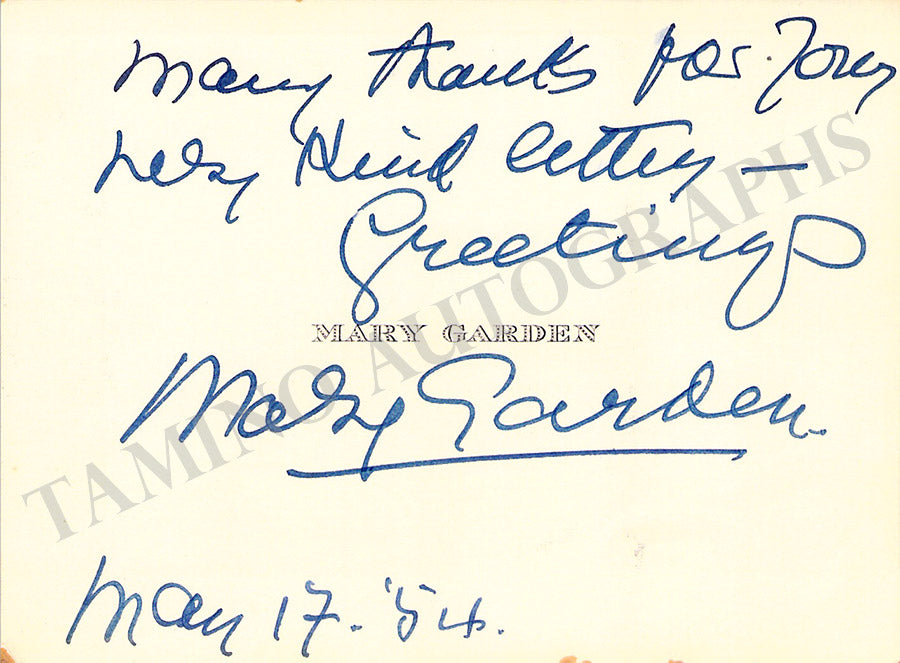 Many thanks for your
very kind letter —
Greetings
MARY GARDEN
Mary Garden.
May 17. '54.
TAMINO AUTOGRAPHS